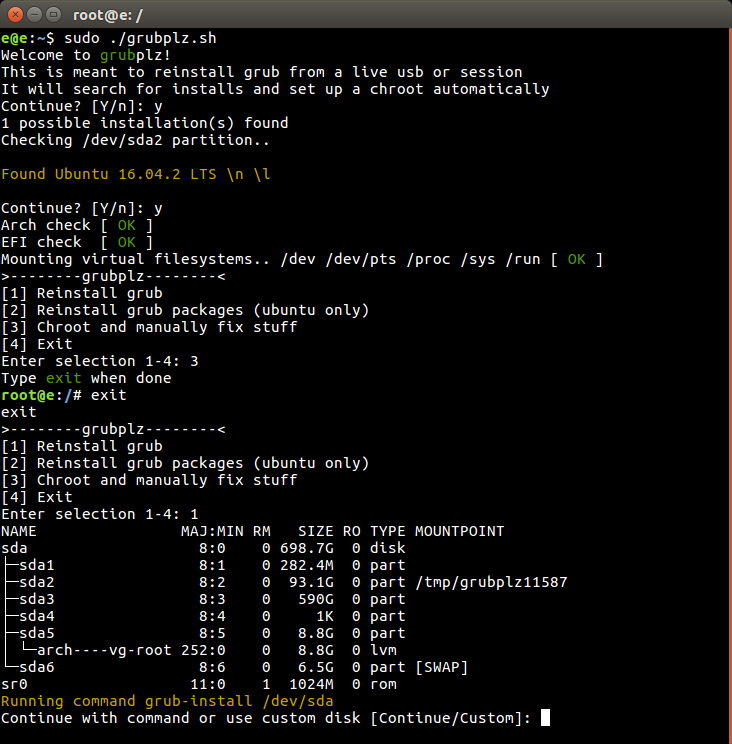 root@e: /
e@e:~$ sudo ./grubplz.sh
Welcome to grubplz!
This is meant to reinstall grub from a live usb or session
It will search for installs and set up a chroot automatically
Continue? [Y/n]: y
1 possible installation(s) found
Checking /dev/sda2 partition..

Found Ubuntu 16.04.2 LTS \n \l

Continue? [Y/n]: y
Arch check [ OK ]
EFI check  [ OK ]
Mounting virtual filesystems.. /dev /dev/pts /proc /sys /run [ OK ]
>--------grubplz--------<
[1] Reinstall grub
[2] Reinstall grub packages (ubuntu only)
[3] Chroot and manually fix stuff
[4] Exit
Enter selection 1-4: 3
Type exit when done
root@e:/# exit
exit
>--------grubplz--------<
[1] Reinstall grub
[2] Reinstall grub packages (ubuntu only)
[3] Chroot and manually fix stuff
[4] Exit
Enter selection 1-4: 1
NAME                MAJ:MIN RM   SIZE RO TYPE MOUNTPOINT
sda                   8:0    0 698.7G  0 disk
├─sda1                8:1    0 282.4M  0 part
├─sda2                8:2    0  93.1G  0 part /tmp/grubplz11587
├─sda3                8:3    0   590G  0 part
├─sda4                8:4    0     1K  0 part
├─sda5                8:5    0   8.8G  0 part
│ └─arch----vg-root 252:0    0   8.8G  0 lvm
└─sda6                8:6    0   6.5G  0 part [SWAP]
sr0                  11:0    1  1024M  0 rom
Running command grub-install /dev/sda
Continue with command or use custom disk [Continue/Custom]: